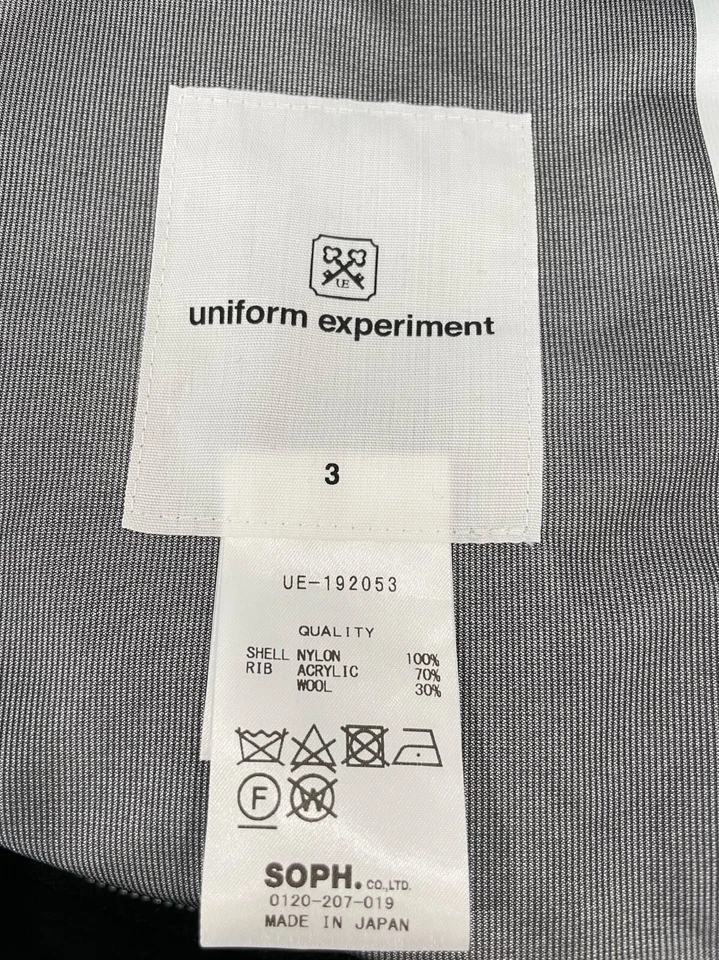 UE
uniform experiment
3
UE-192053
QUALITY
SHELL NYLON 100%
RIB ACRYLIC 70%
WOOL 30%
F W
SOPH. CO.,LTD.
0120-207-019
MADE IN JAPAN